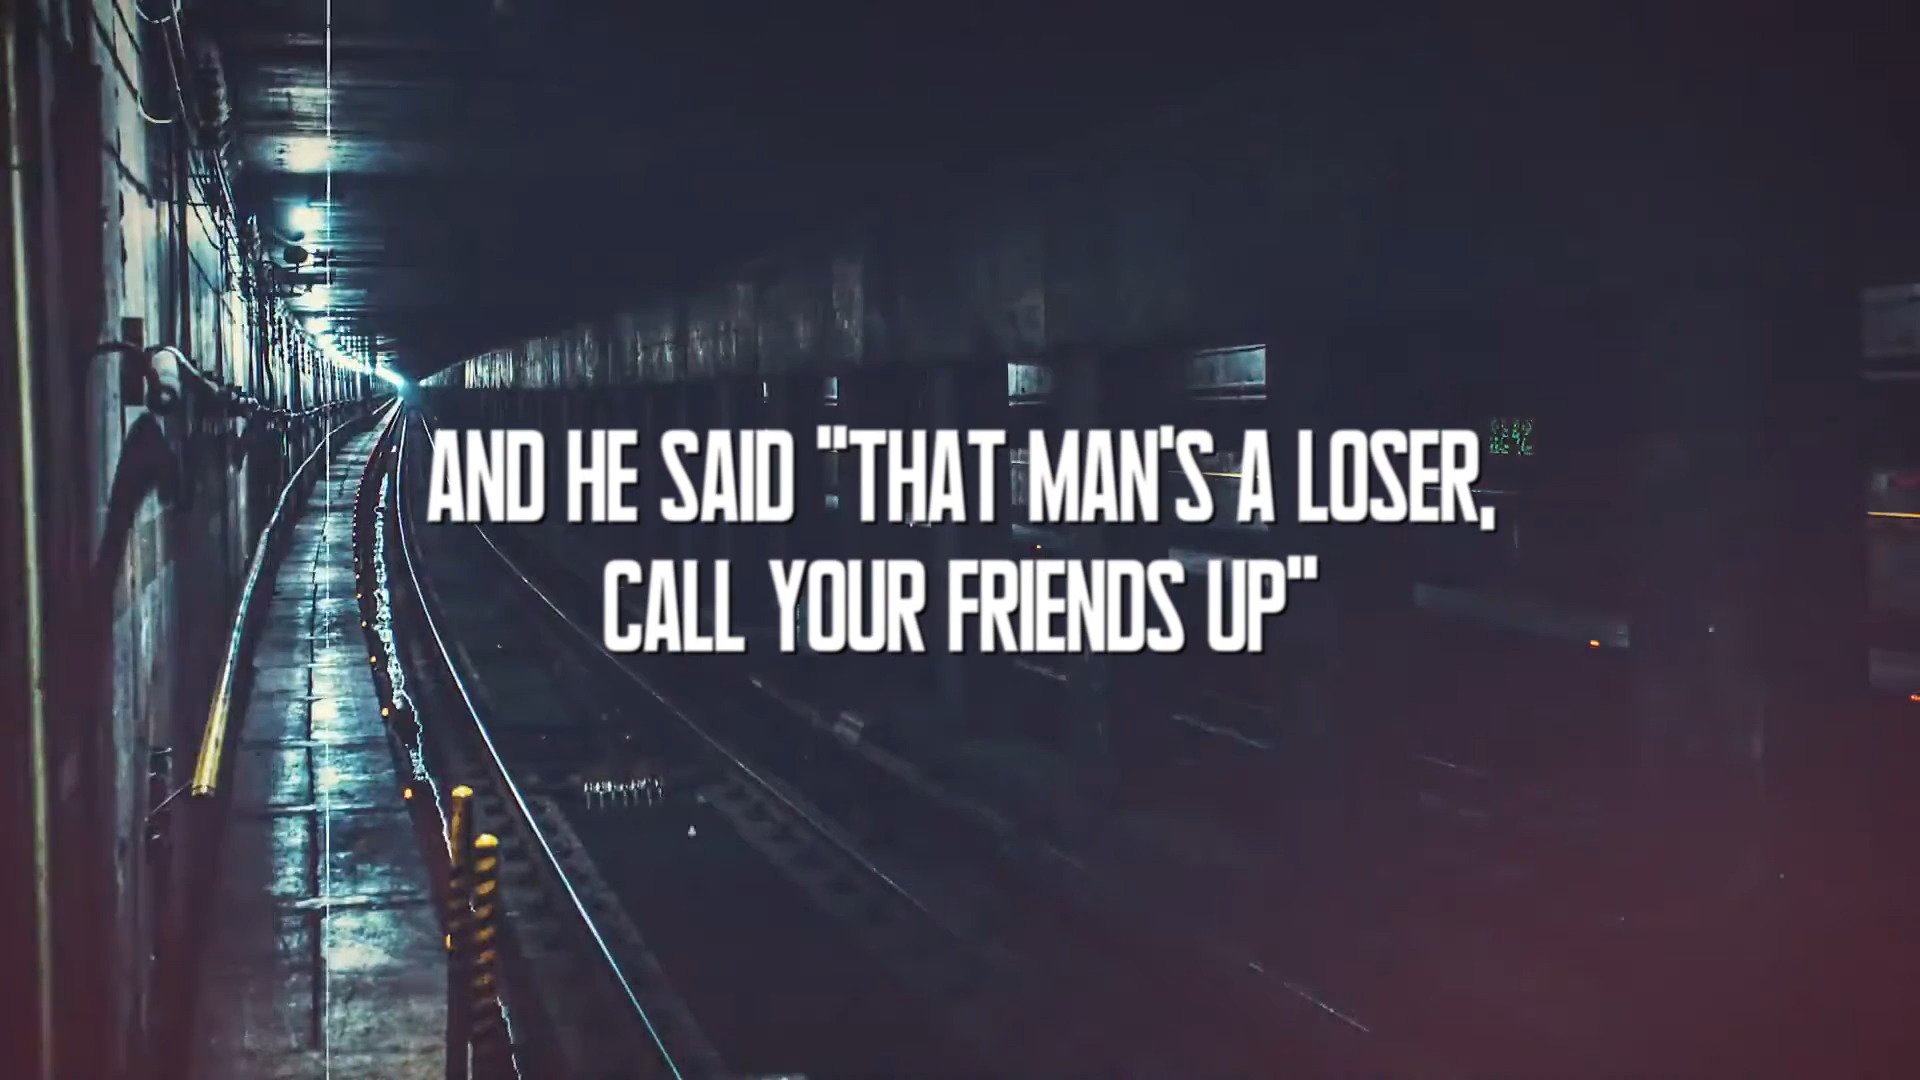 AND HE SAID "THAT MAN'S A LOSER,
CALL YOUR FRIENDS UP"